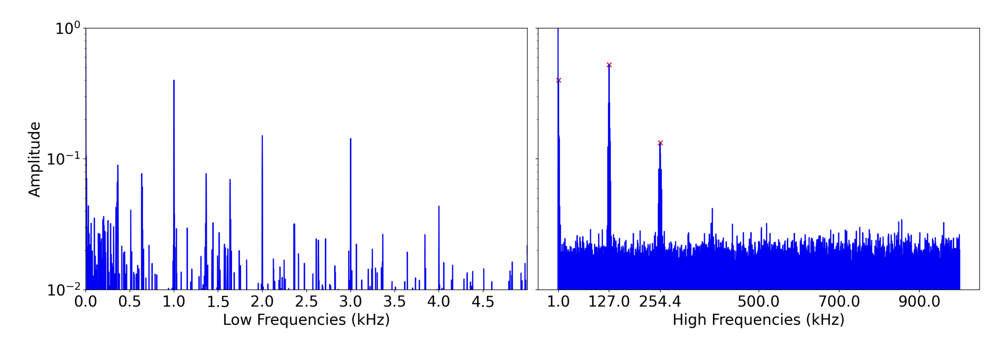 10⁰
10⁻¹
10⁻²
Amplitude
0.0 0.5 1.0 1.5 2.0 2.5 3.0 3.5 4.0 4.5
Low Frequencies (kHz)
1.0 127.0 254.4 500.0 700.0 900.0
High Frequencies (kHz)